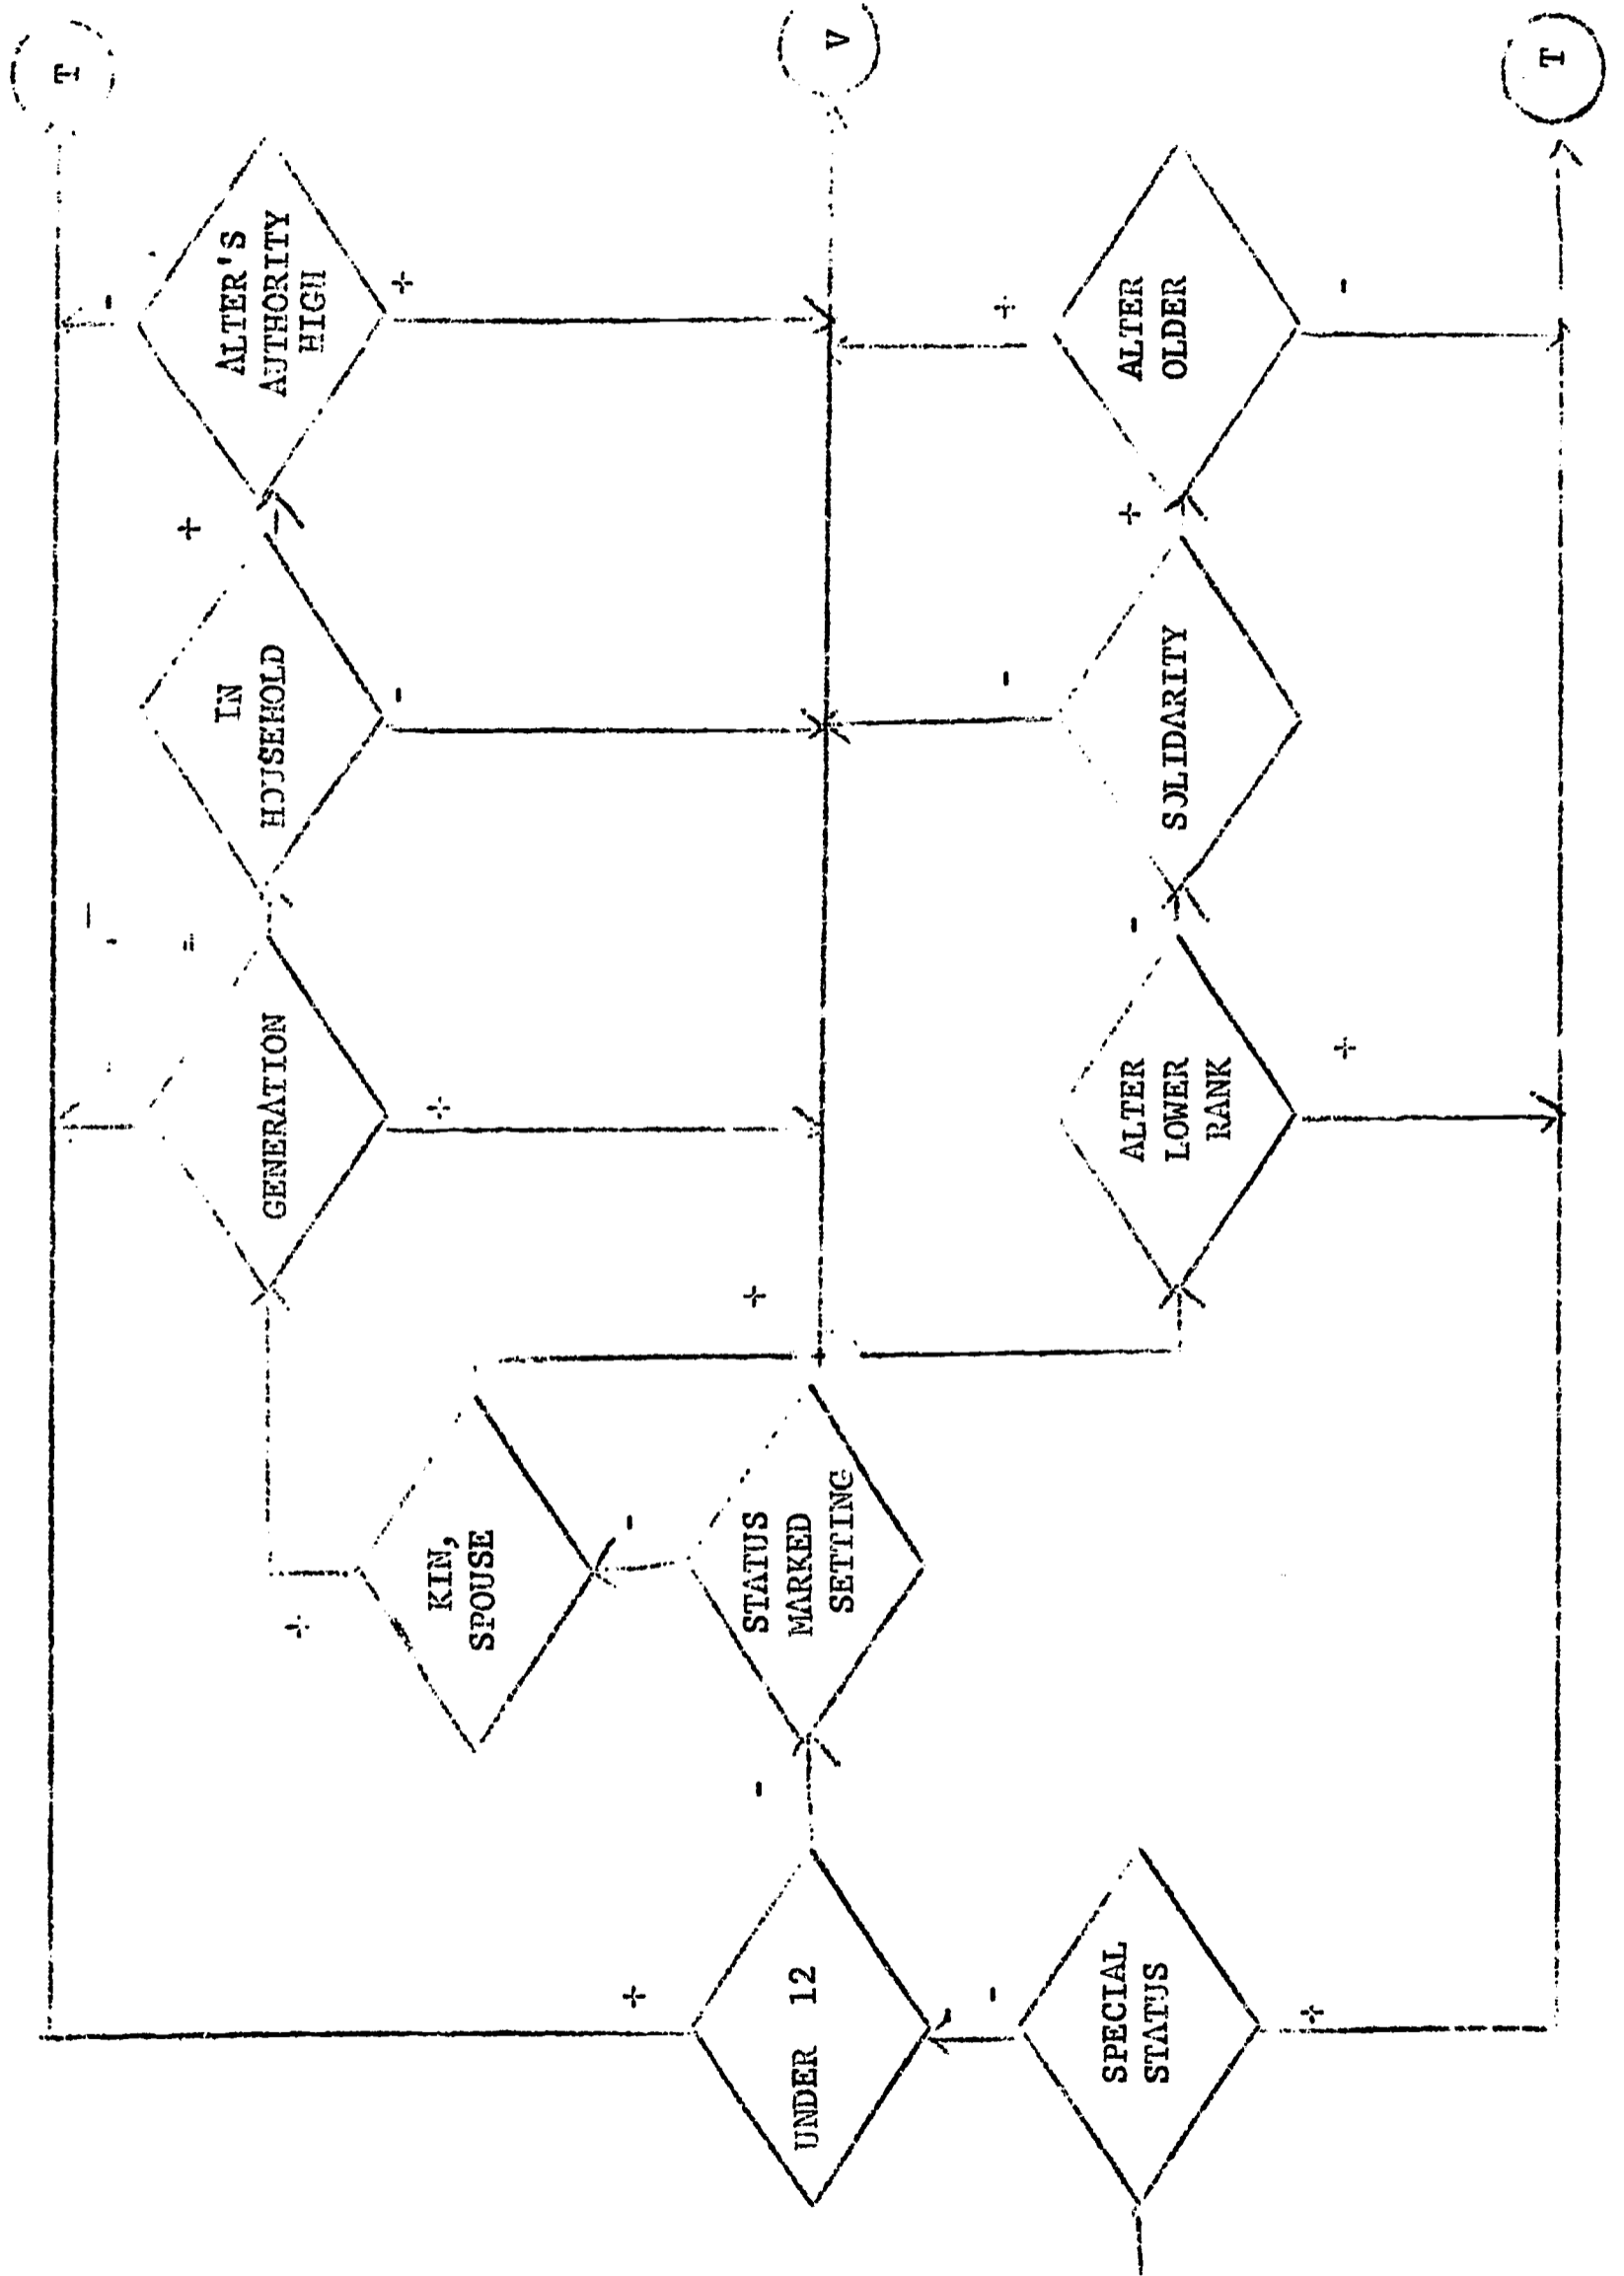 T
V
T
ALTER'S
AUTHORITY
HIGH
+
-
IN
HOUSEHOLD
+
-
GENERATION
=
+
-
KIN,
SPOUSE
+
-
STATUS
MARKED
SETTING
+
-
UNDER 12
+
-
SPECIAL
STATUS
+
-
ALTER
LOWER
RANK
+
-
SOLIDARITY
+
-
ALTER
OLDER
+
-